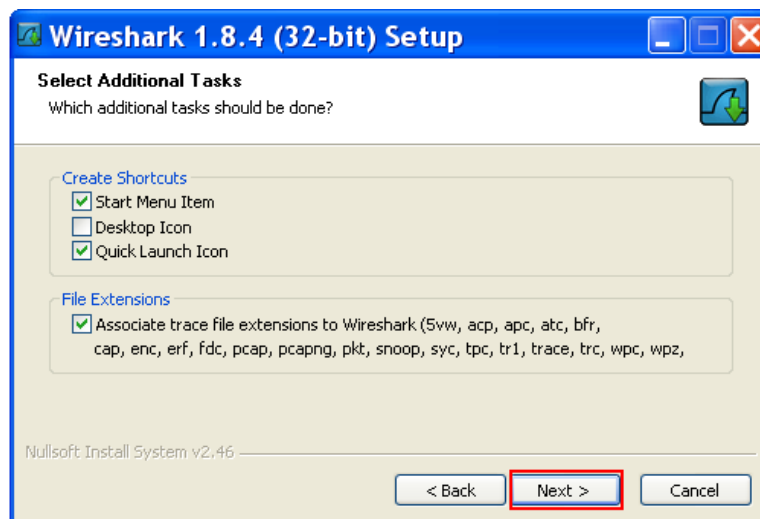 Wireshark 1.8.4 (32-bit) Setup
Select Additional Tasks
Which additional tasks should be done?
Create Shortcuts
Start Menu Item
Desktop Icon
Quick Launch Icon
File Extensions
Associate trace file extensions to Wireshark (5vw, acp, apc, atc, bfr,
cap, enc, erf, fdc, pcap, pcapng, pkt, snoop, syc, tpc, tr1, trace, trc, wpc, wpz,
Nullsoft Install System v2.46
< Back Next > Cancel